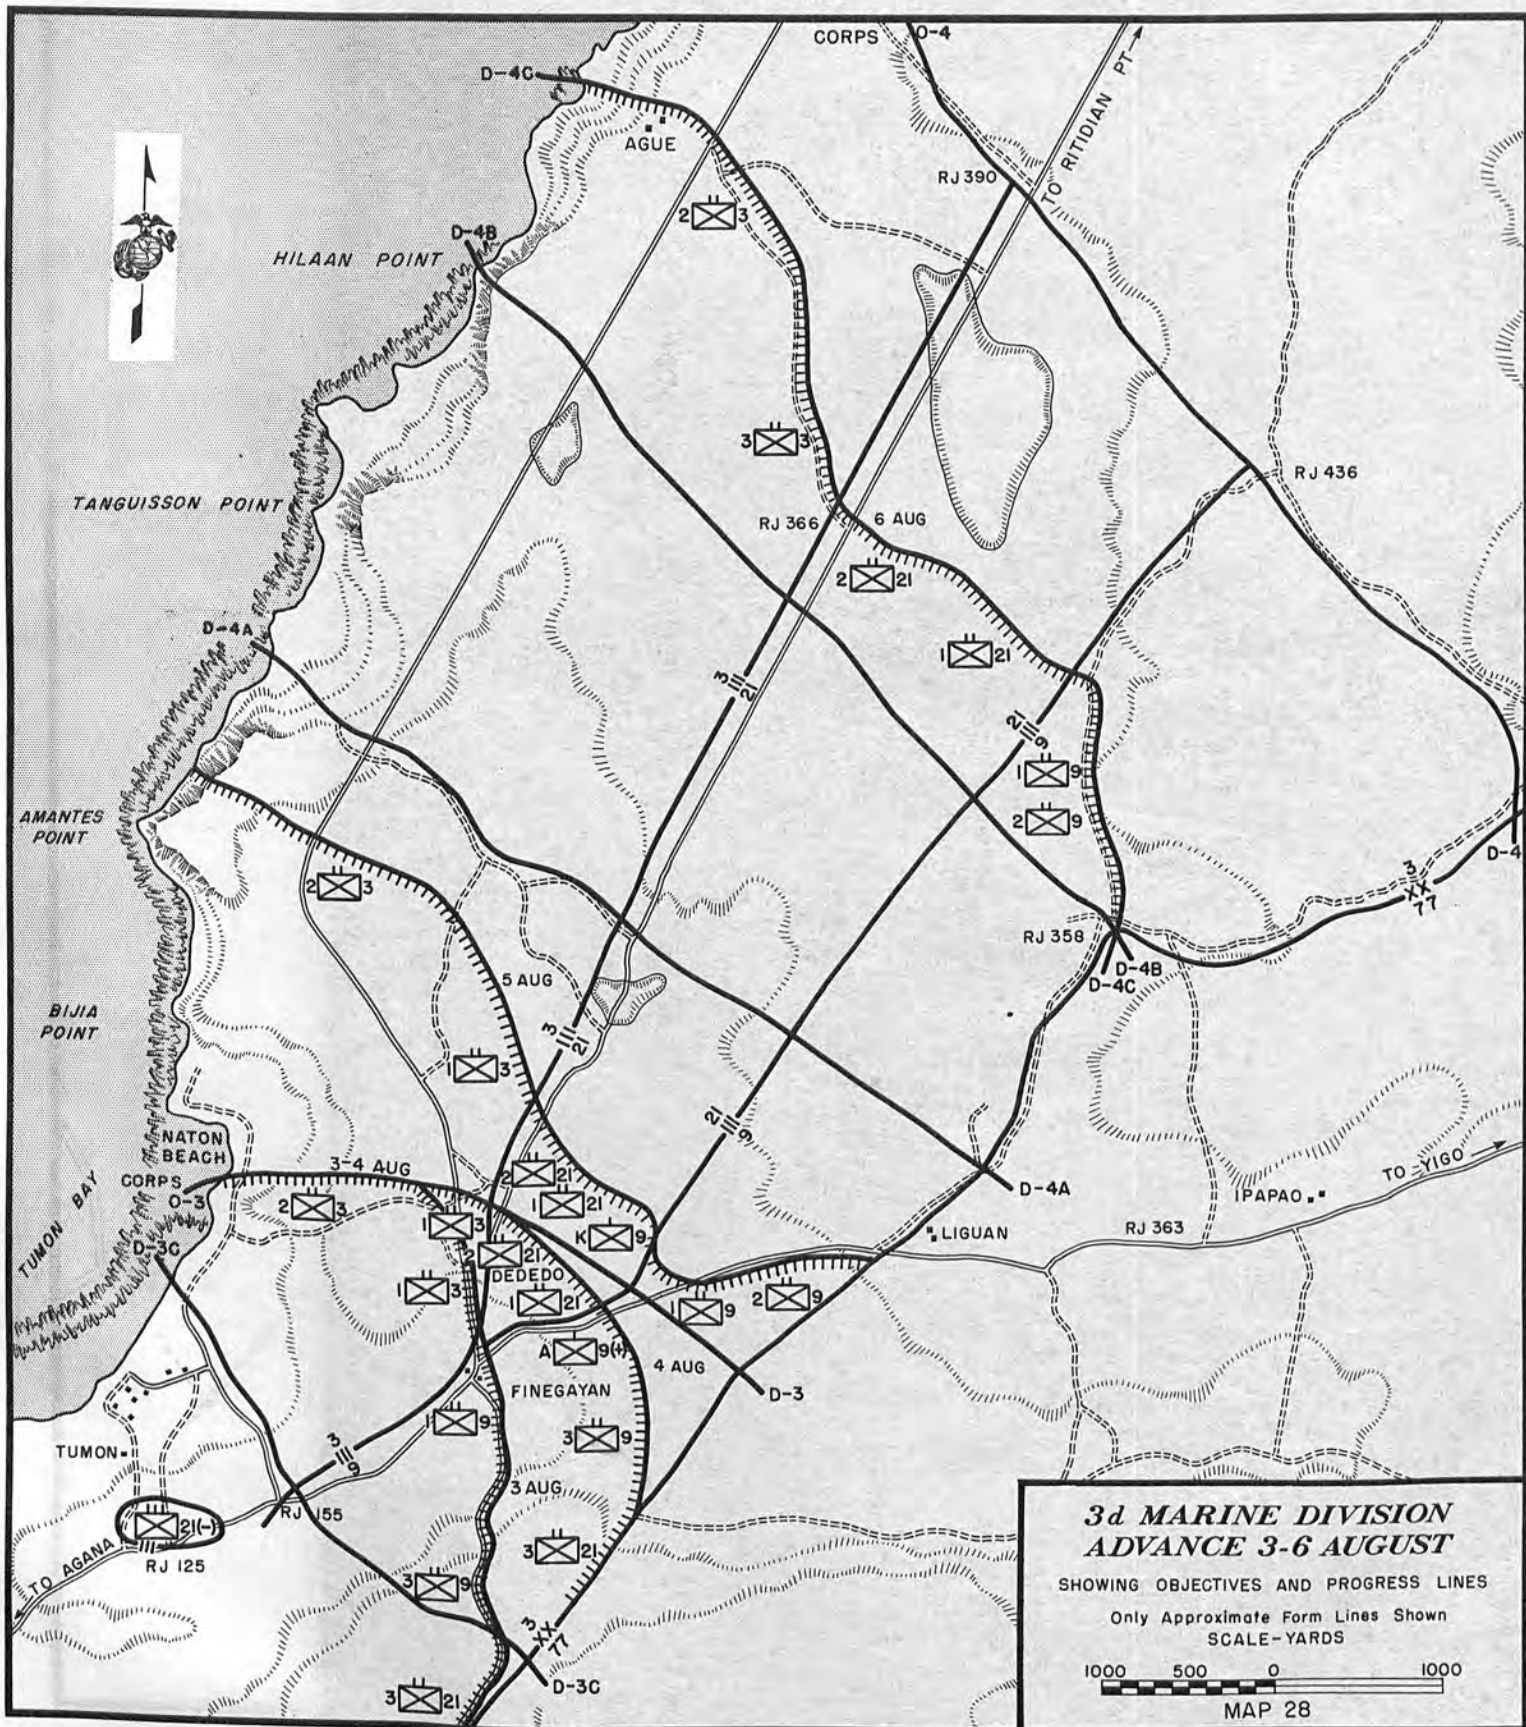 CORPS O-4
D-4C
TO RITIDIAN PT
AGUE
RJ 390
2 3
D-4B
HILAAN POINT
3 3
RJ 436
TANGUISSON POINT
RJ 366
6 AUG
2 21
D-4A
1 21
3 21
21 9
1 9
AMANTES
POINT
2 9
D-4
2 3
3
XX
77
RJ 358
D-4B
D-4C
5 AUG
BIJIA
POINT
3 21
1 3
21 9
NATON
BEACH
3-4 AUG
TO YIGO
CORPS
O-3
2 21
D-4A
IPAPAO
TUMON BAY
2 3
1 21
1 3
K 9
LIGUAN
RJ 363
D-3C
21
DEDEDO
1 3
1 21
1 9
2 9
A 9(+)
4 AUG
D-3
FINEGAYAN
1 9
3 9
TUMON
3 9
3 AUG
21(-)
RJ 155
TO AGANA
RJ 125
3 21
3 9
3
XX
77
D-3C
3 21
3d MARINE DIVISION
ADVANCE 3-6 AUGUST
SHOWING OBJECTIVES AND PROGRESS LINES
Only Approximate Form Lines Shown
SCALE-YARDS
1000 500 0 1000
MAP 28